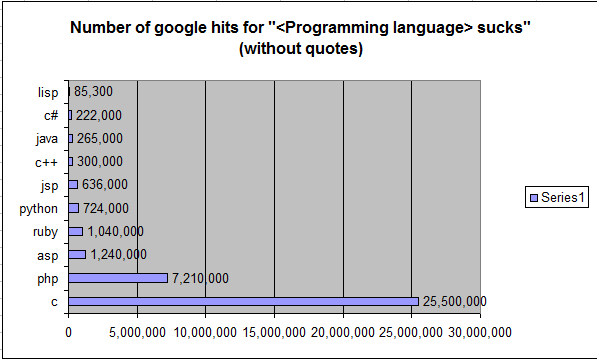 Number of google hits for "<Programming language> sucks"
(without quotes)
lisp 85,300
c# 222,000
java 265,000
c++ 300,000
jsp 636,000
python 724,000
ruby 1,040,000
asp 1,240,000
php 7,210,000
c 25,500,000
Series1
0 5,000,000 10,000,000 15,000,000 20,000,000 25,000,000 30,000,000